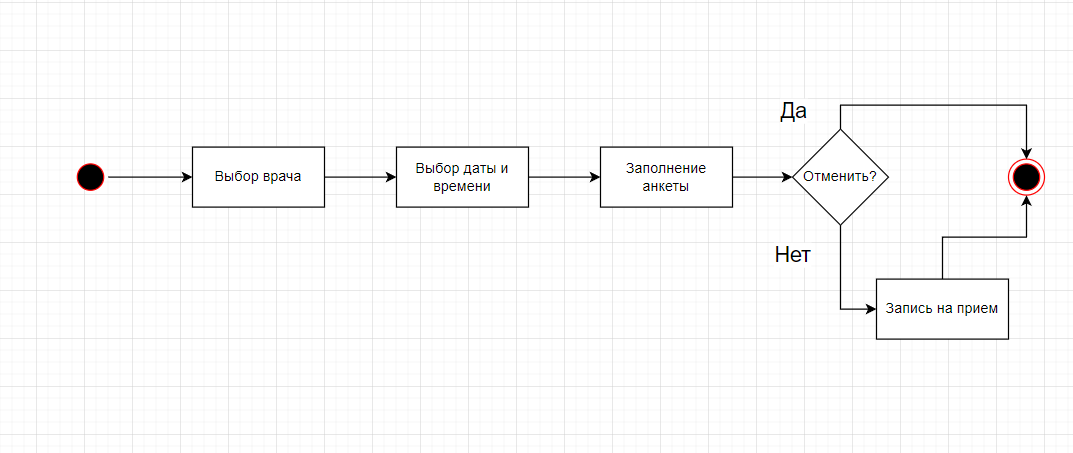 Выбор врача
Выбор даты и
времени
Заполнение
анкеты
Да
Отменить?
Нет
Запись на прием